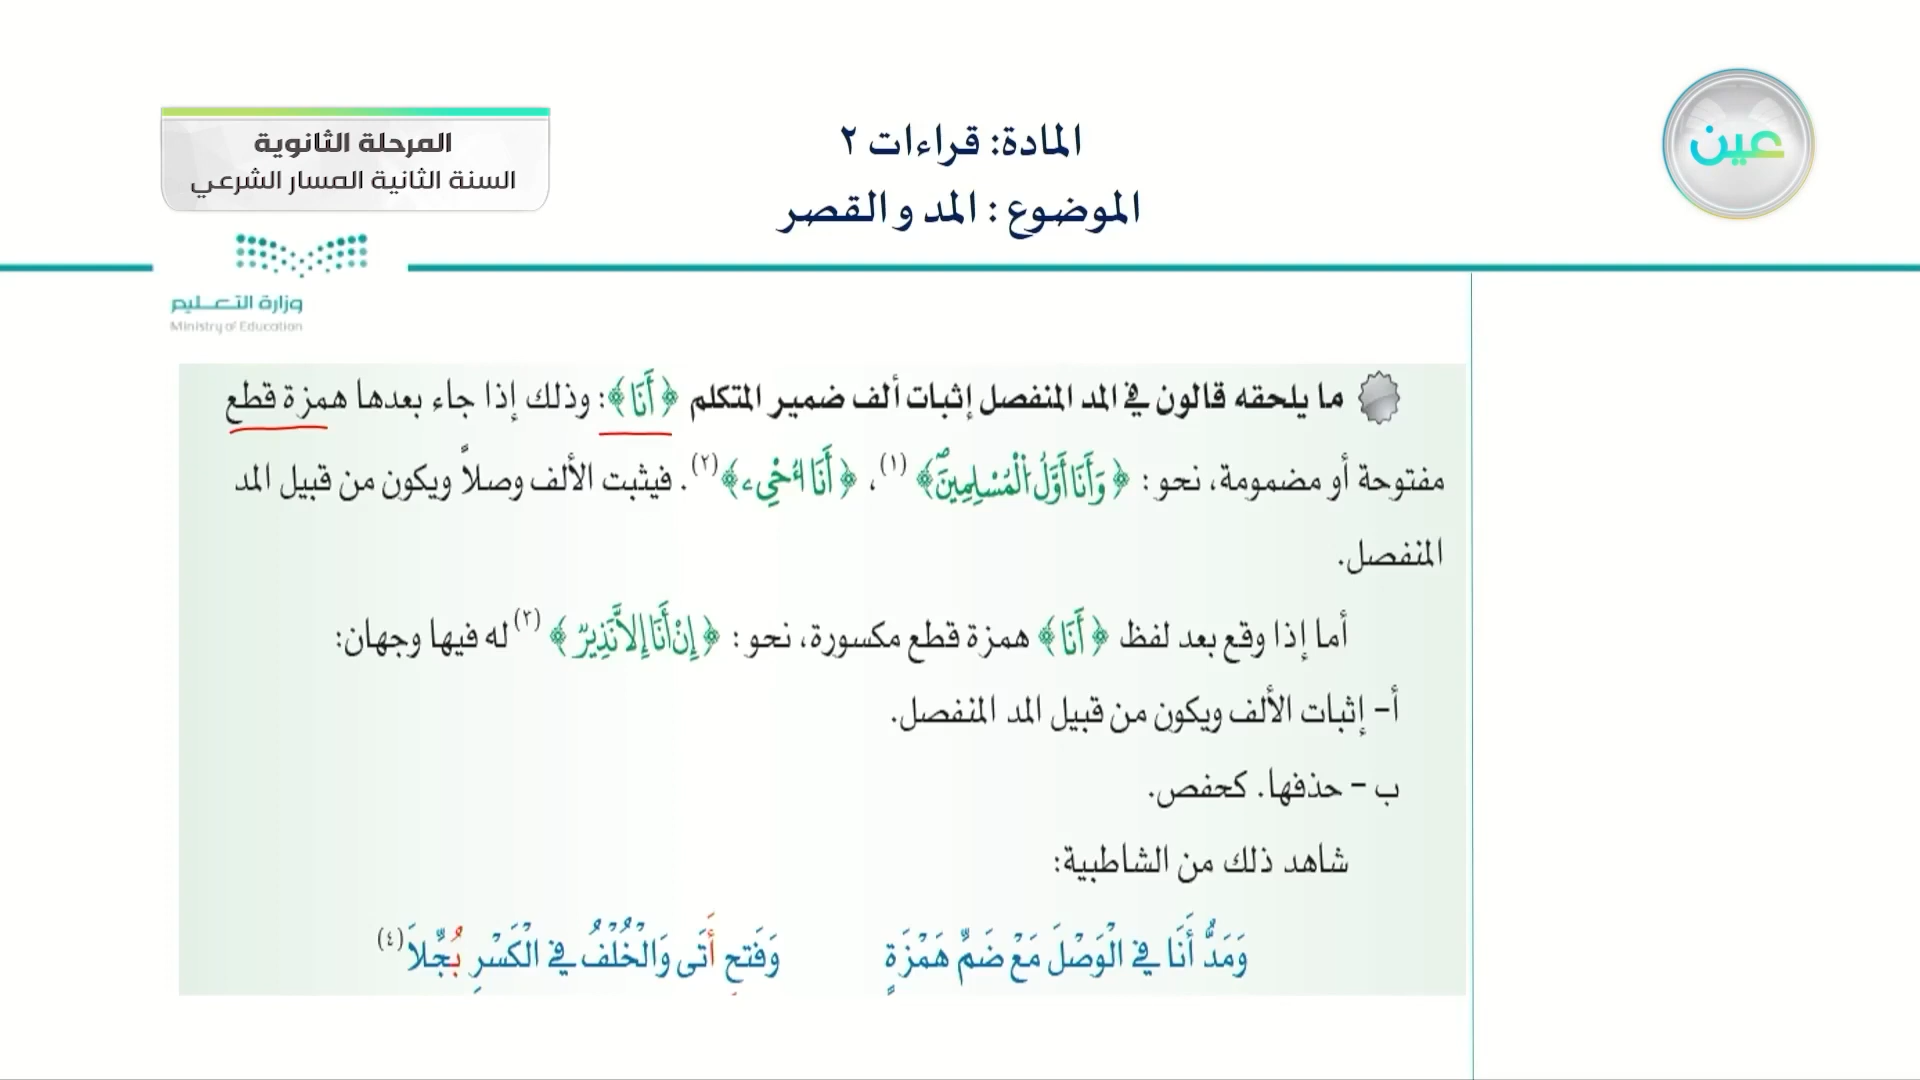 عين
المادة: قراءات ٢
الموضوع : المد و القصر
المرحلة الثانوية
السنة الثانية المسار الشرعي
وزارة التعـــليم
Ministry of Education
ما يلحقه قالون في المد المنفصل إثبات ألف ضمير المتكلم ﴿أَنَا﴾: وذلك إذا جاء بعدها همزة قطع
مفتوحة أو مضمومة، نحو: ﴿وَأَنَا أَوَّلُ الْمُسْلِمِينَ﴾(١)، ﴿أَنَا أُحْيِۦ﴾(٢). فيثبت الألف وصلاً ويكون من قبيل المد
المنفصل.
أما إذا وقع بعد لفظ ﴿أَنَا﴾ همزة قطع مكسورة، نحو: ﴿إِنْ أَنَا إِلَّا نَذِيرٌ﴾(٣) له فيها وجهان:
أ- إثبات الألف ويكون من قبيل المد المنفصل.
ب - حذفها. كحفص.
شاهد ذلك من الشاطبية:
وَمَدُّ أَنَا فِي الْوَصْلِ مَعْ ضَمِّ هَمْزَةٍ وَفَتْحٍ أَتَى وَالْخُلْفُ فِي الْكَسْرِ بُجِّلَا(٤)